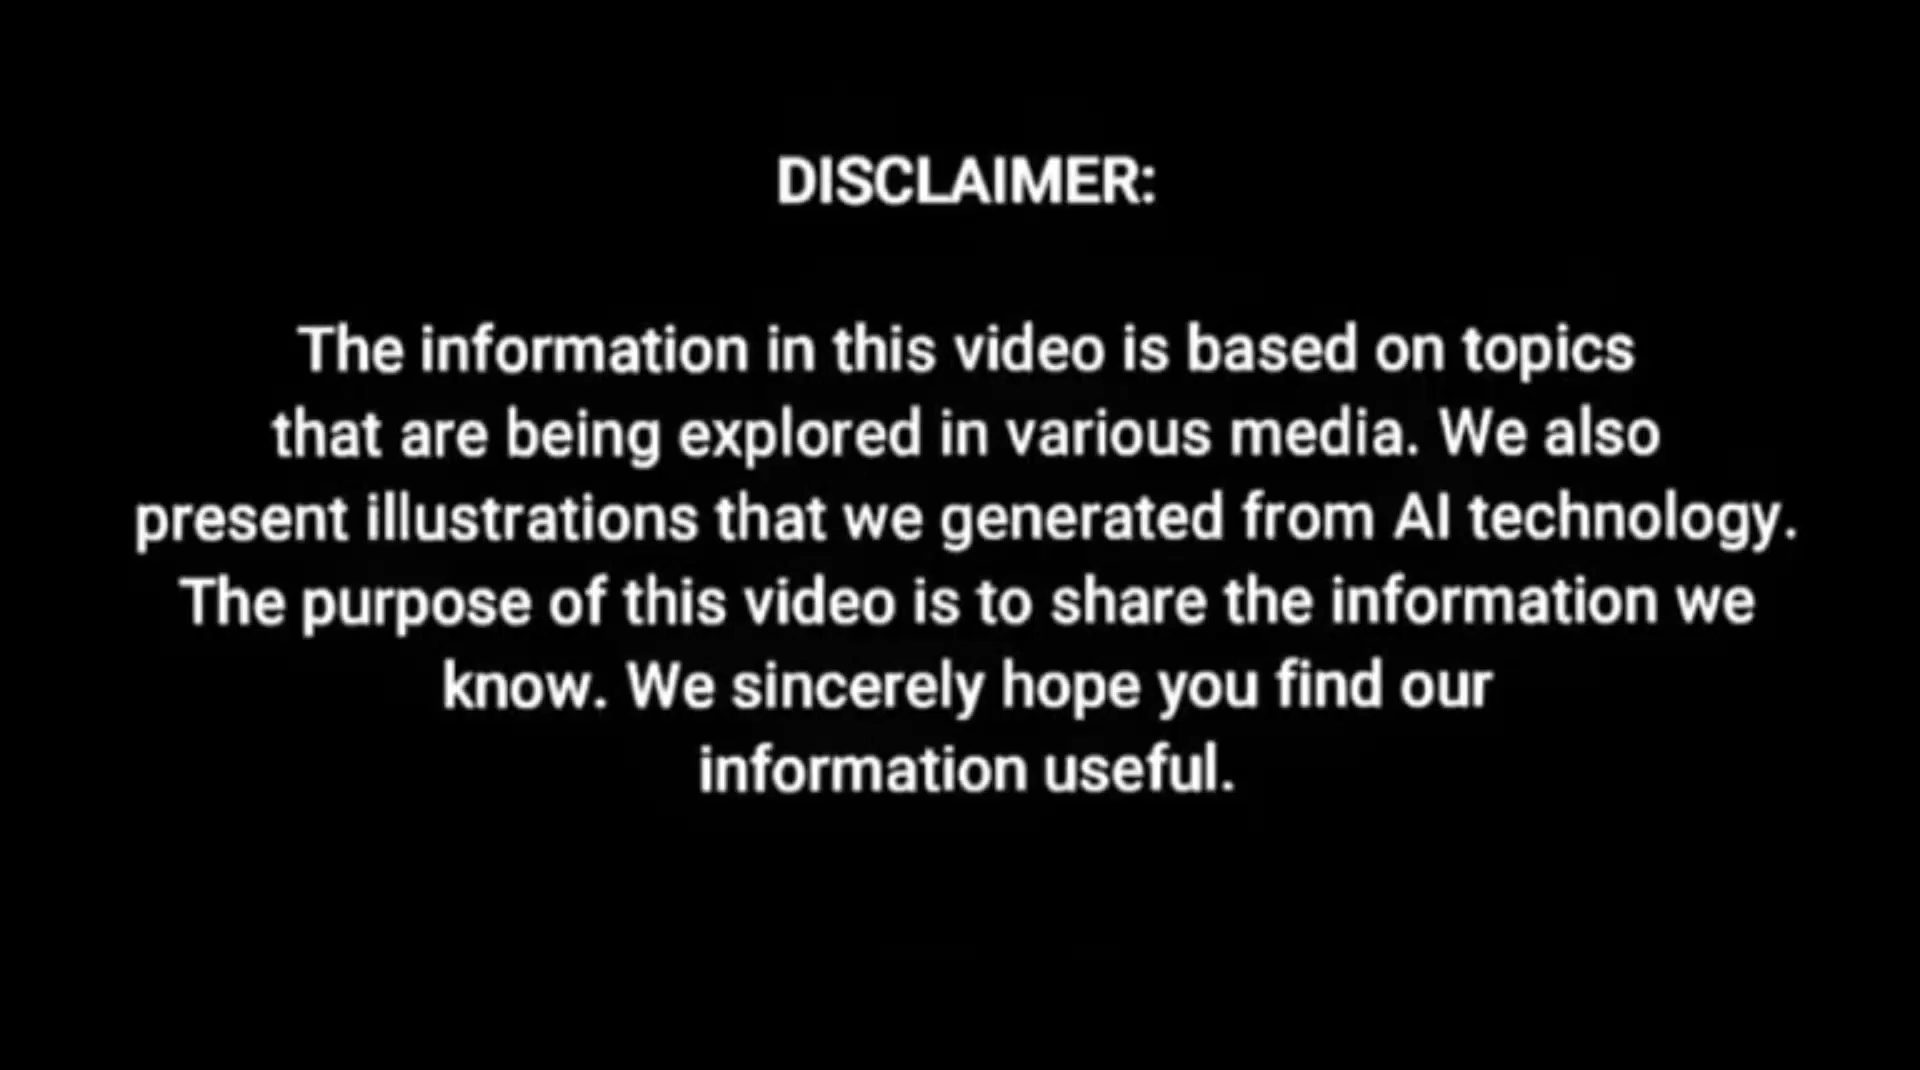 DISCLAIMER:
The information in this video is based on topics
that are being explored in various media. We also
present illustrations that we generated from AI technology.
The purpose of this video is to share the information we
know. We sincerely hope you find our
information useful.